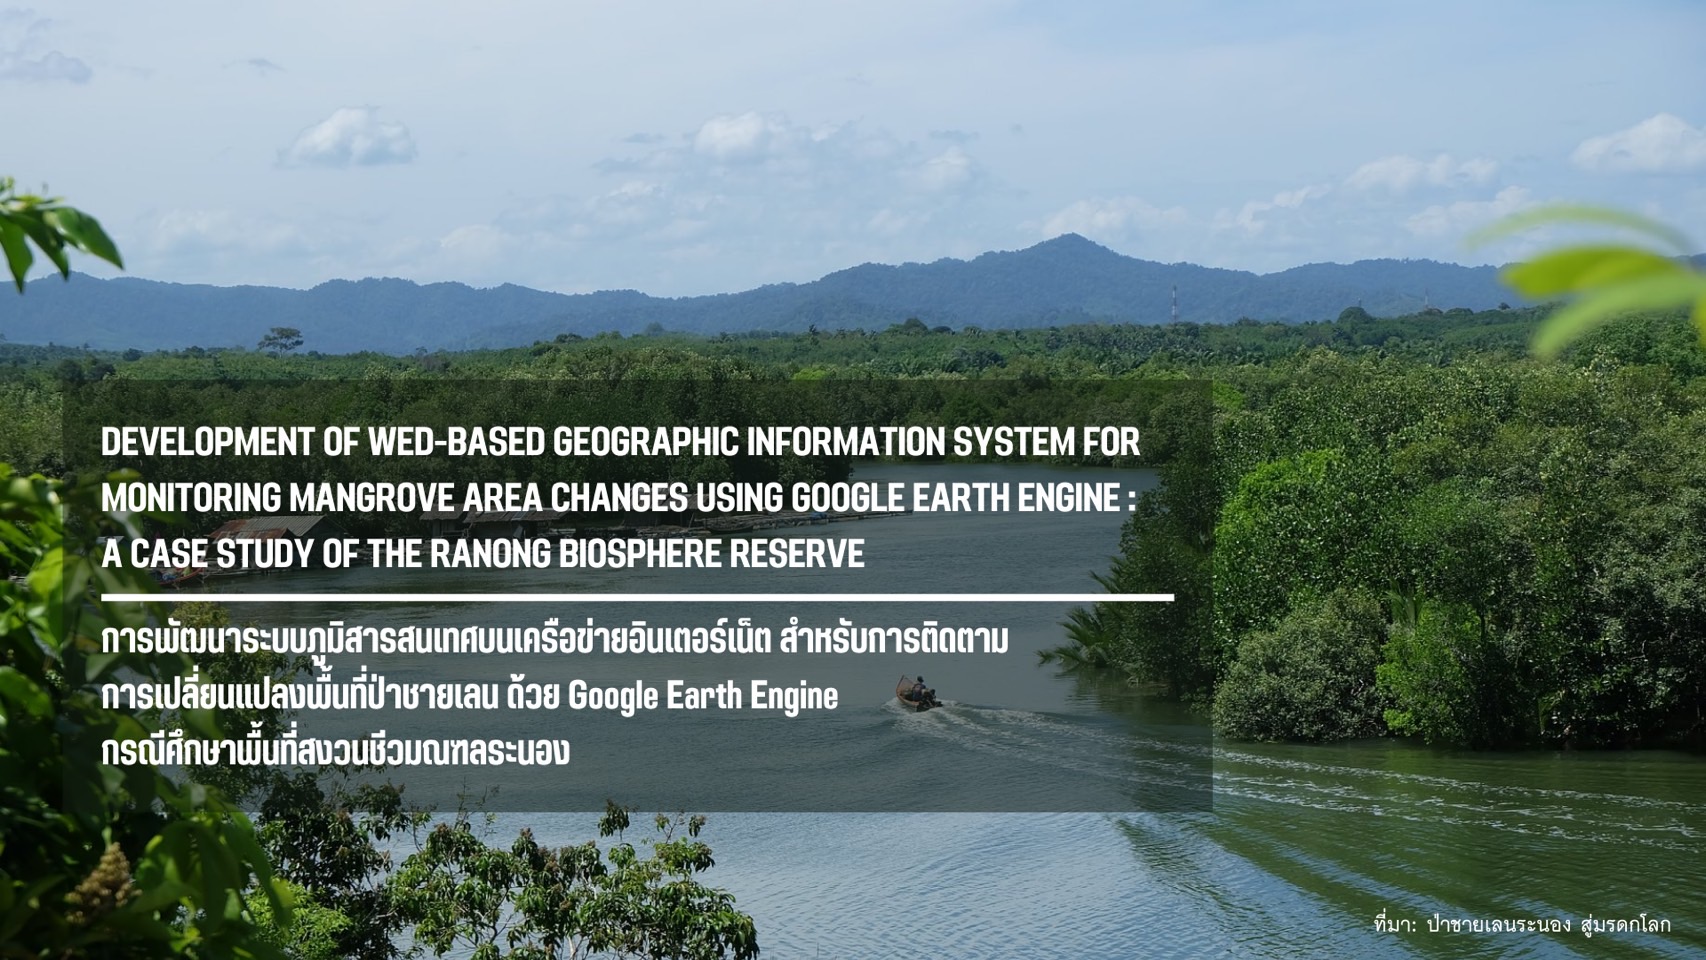 DEVELOPMENT OF WED-BASED GEOGRAPHIC INFORMATION SYSTEM FOR
MONITORING MANGROVE AREA CHANGES USING GOOGLE EARTH ENGINE :
A CASE STUDY OF THE RANONG BIOSPHERE RESERVE
การพัฒนาระบบภูมิสารสนเทศบนเครือข่ายอินเตอร์เน็ต สำหรับการติดตาม
การเปลี่ยนแปลงพื้นที่ป่าชายเลน ด้วย Google Earth Engine
กรณีศึกษาพื้นที่สงวนชีวมณฑลระนอง
ที่มา: ป่าชายเลนระนอง สู่มรดกโลก